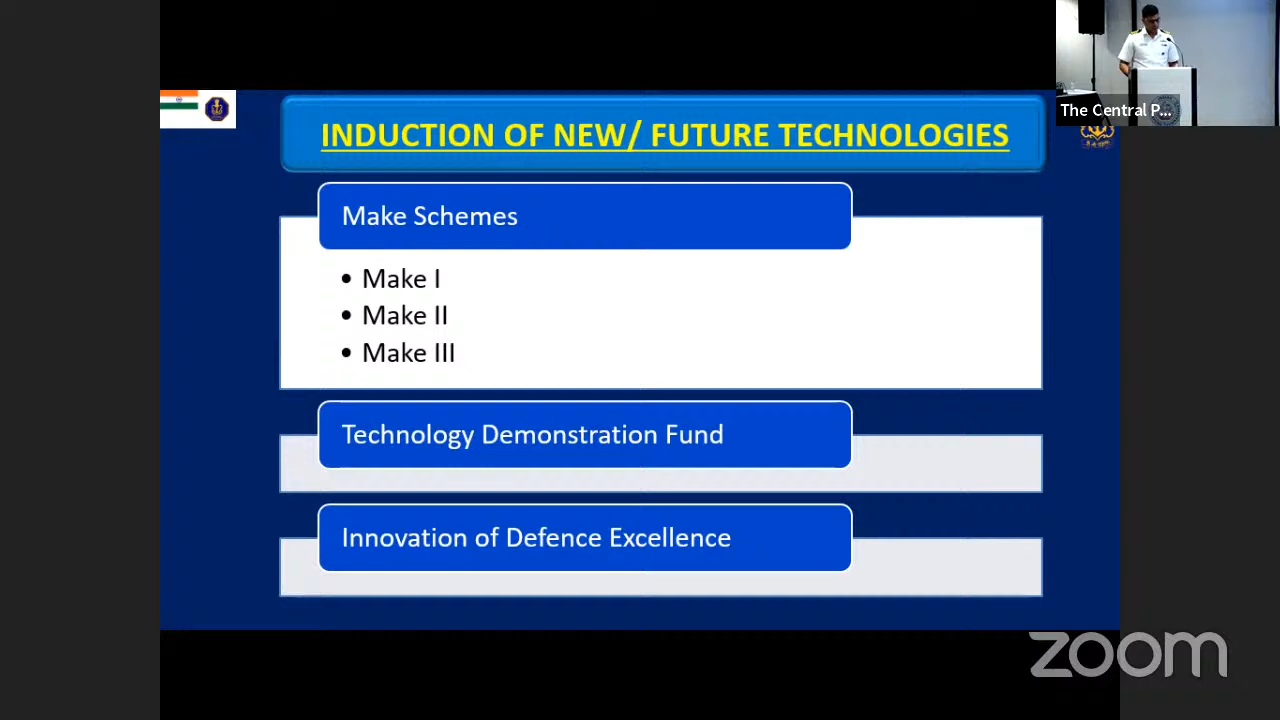 INDUCTION OF NEW/ FUTURE TECHNOLOGIES
The Central P...
Make Schemes
• Make I
• Make II
• Make III
Technology Demonstration Fund
Innovation of Defence Excellence
zoom